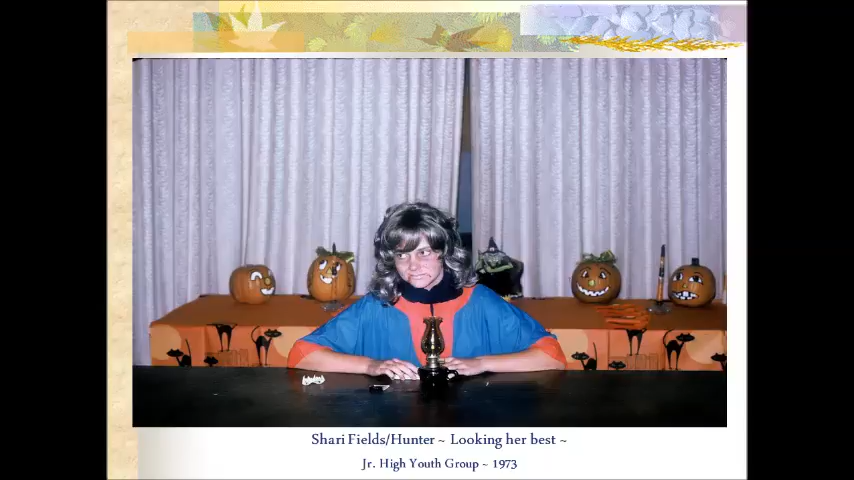 Shari Fields/Hunter ~ Looking her best ~
Jr. High Youth Group ~ 1973